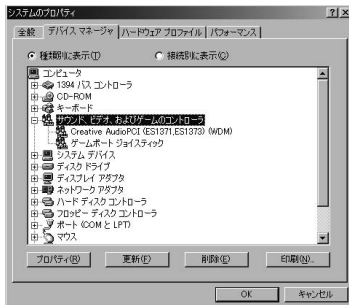 システムのプロパティ
全般 デバイス マネージャ ハードウェア プロファイル パフォーマンス
種類別に表示(T) 接続別に表示(C)
コンピュータ
1394 バス コントローラ
CD-ROM
キーボード
サウンド、ビデオ、およびゲームのコントローラ
Creative AudioPCI (ES1371,ES1373) (WDM)
ゲームポート ジョイスティック
システム デバイス
ディスク ドライブ
ディスプレイ アダプタ
ネットワーク アダプタ
ハード ディスク コントローラ
フロッピー ディスク コントローラ
ポート (COM と LPT)
マウス
プロパティ(R) 更新(F) 削除(E) 印刷(N)...
OK キャンセル